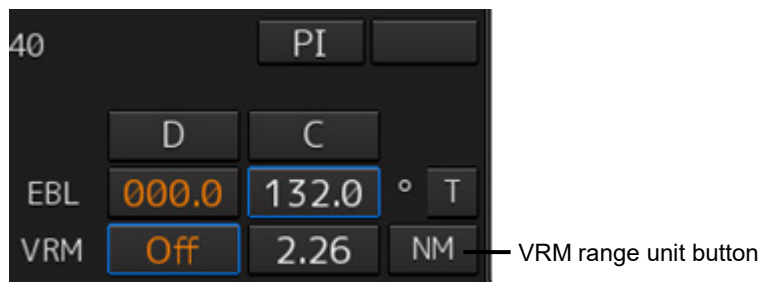 40 PI
D C
EBL 000.0 132.0 ° T
VRM Off 2.26 NM VRM range unit button